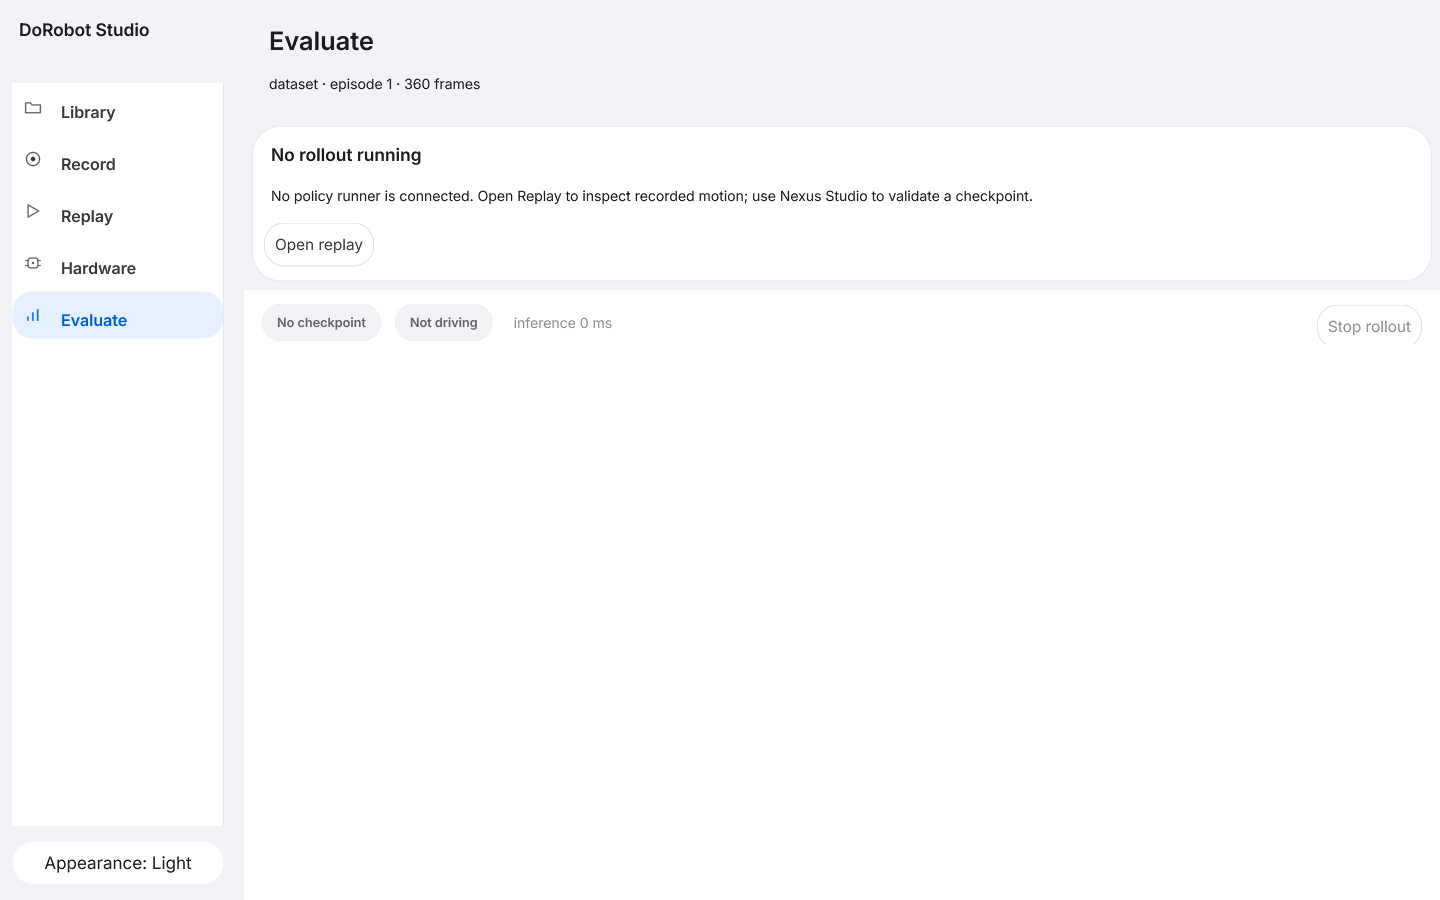 DoRobot Studio
Library
Record
Replay
Hardware
Evaluate
Appearance: Light
Evaluate
dataset · episode 1 · 360 frames
No rollout running
No policy runner is connected. Open Replay to inspect recorded motion; use Nexus Studio to validate a checkpoint.
Open replay
No checkpoint
Not driving
inference 0 ms
Stop rollout